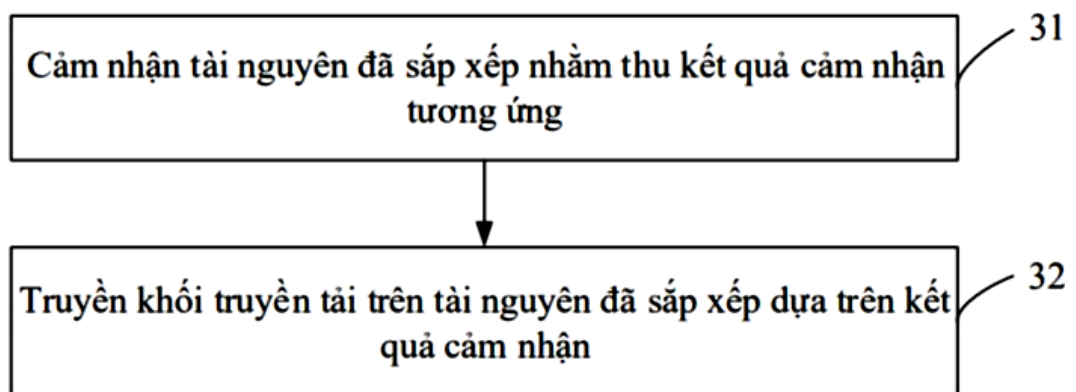 31
Cảm nhận tài nguyên đã sắp xếp nhằm thu kết quả cảm nhận
tương ứng
32
Truyền khối truyền tải trên tài nguyên đã sắp xếp dựa trên kết
quả cảm nhận